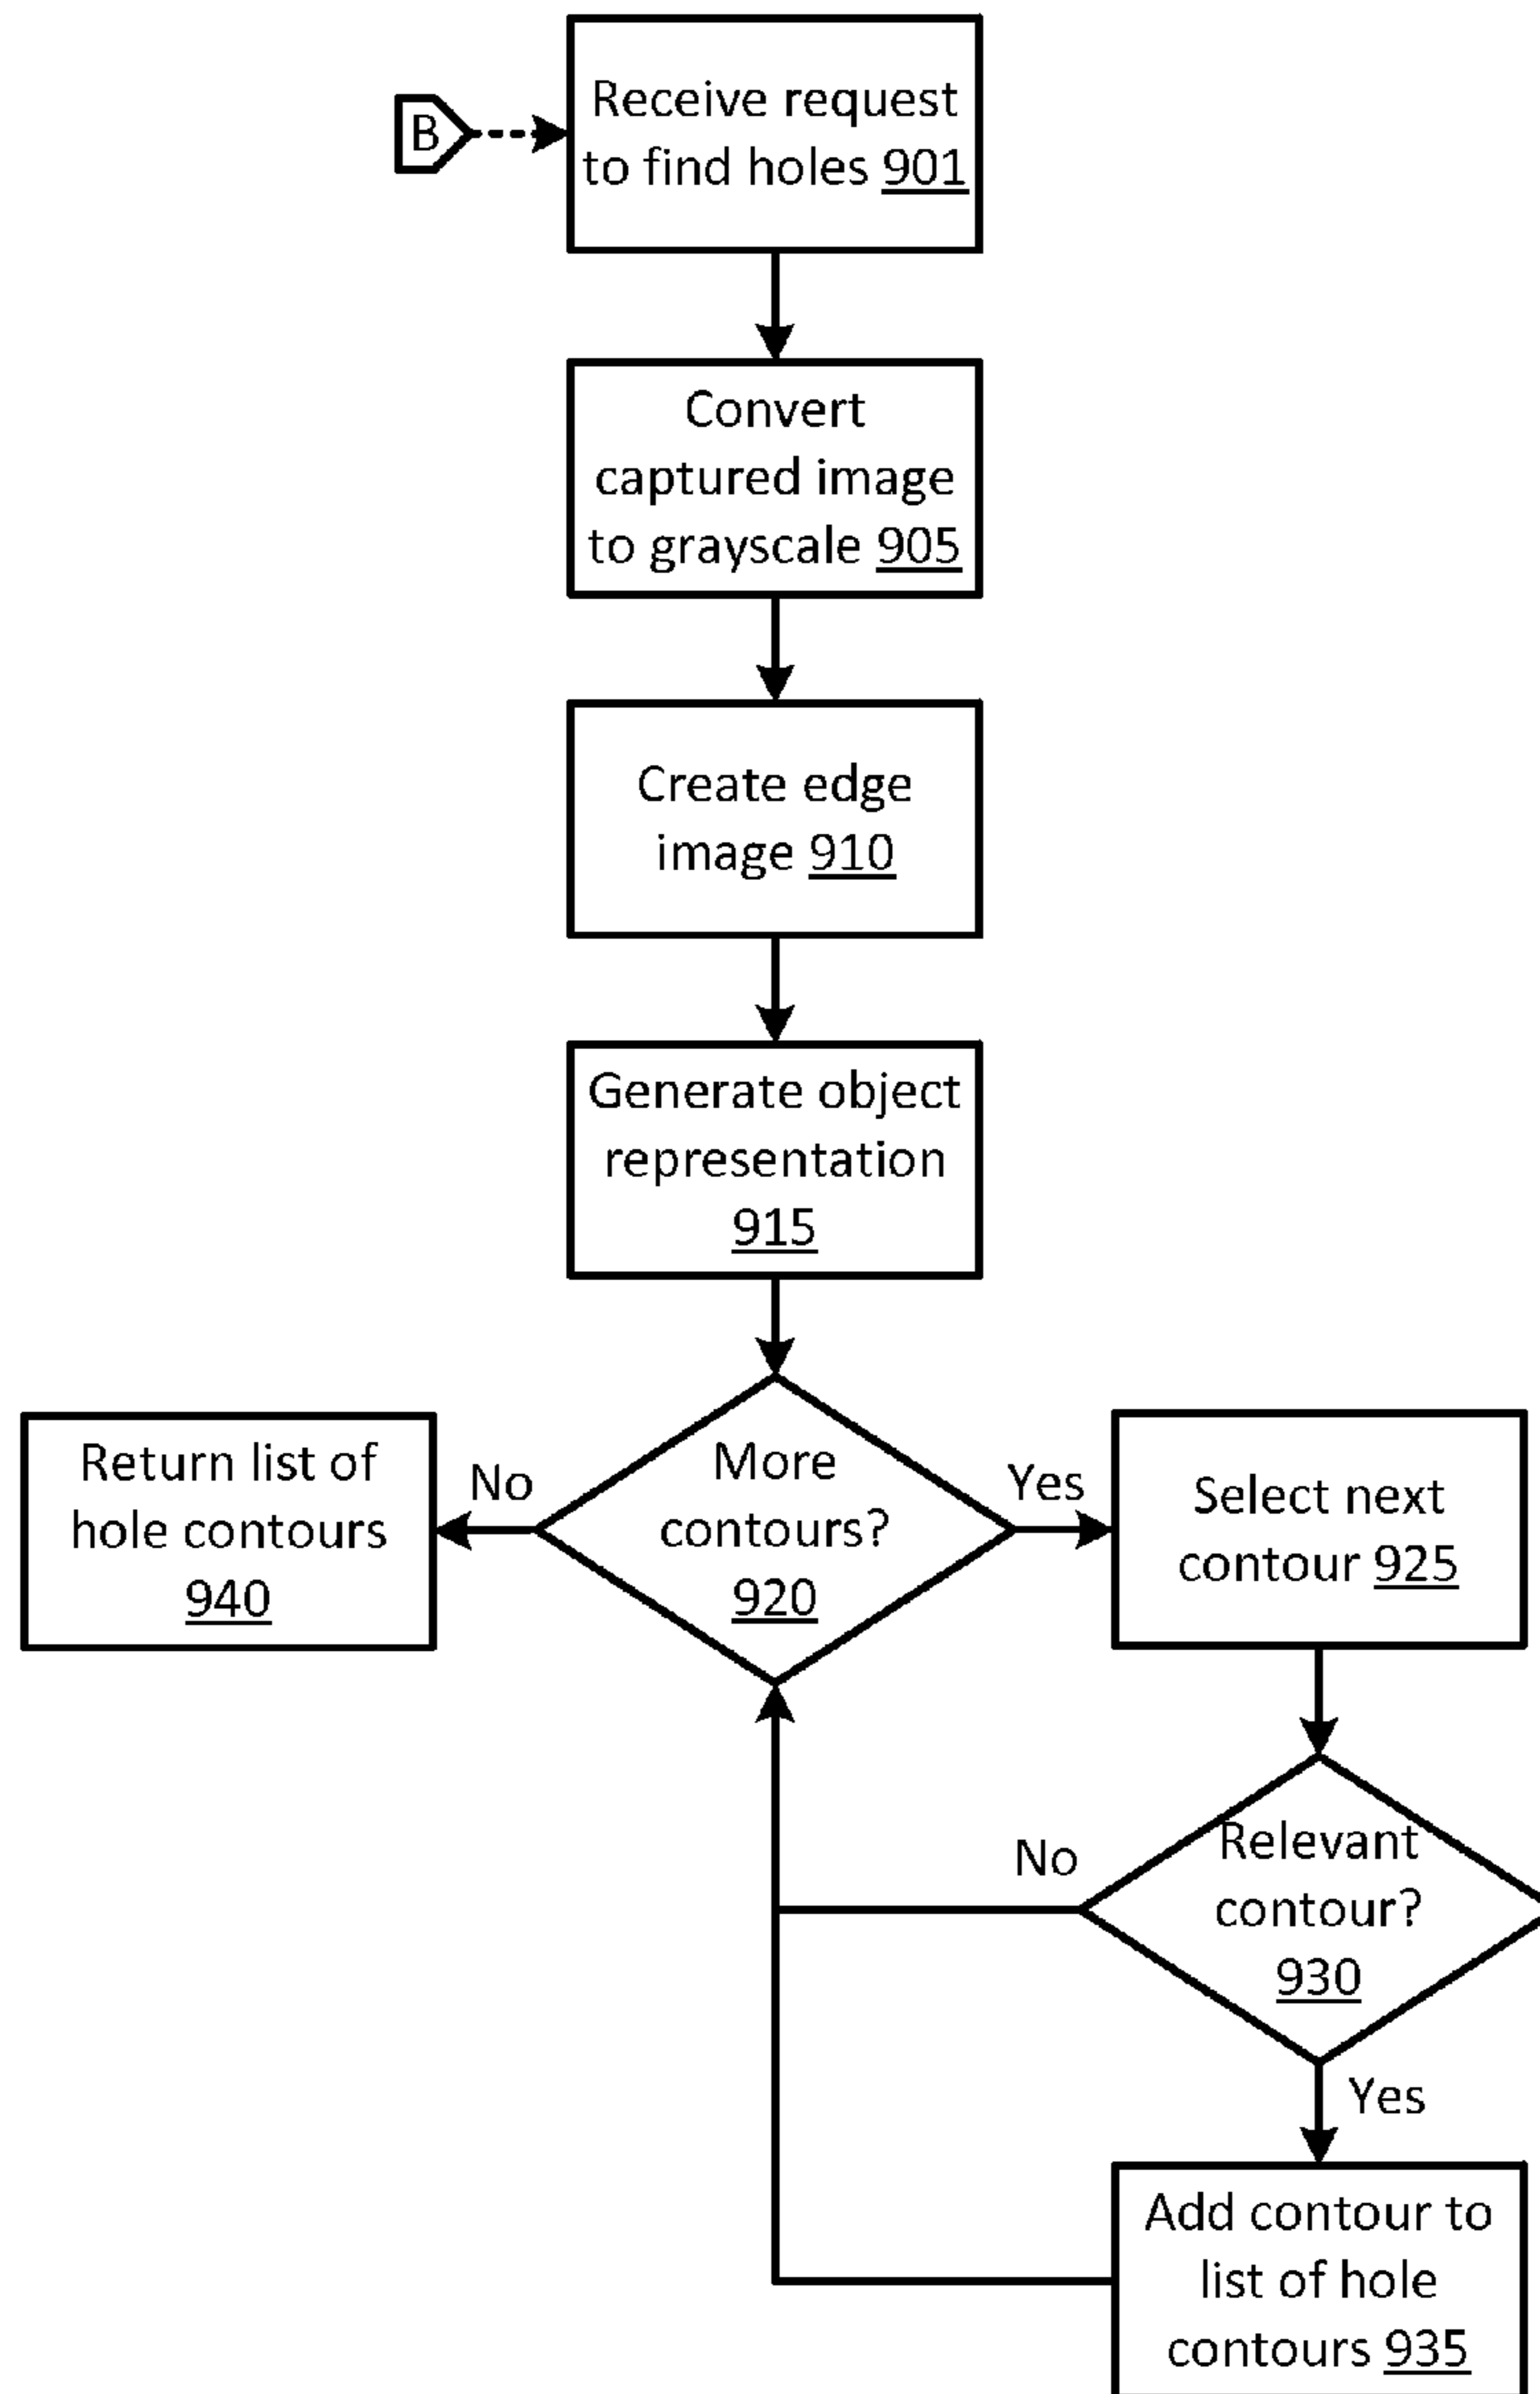 B
Receive request
to find holes 901
Convert
captured image
to grayscale 905
Create edge
image 910
Generate object
representation
915
More
contours?
920
No
Yes
Return list of
hole contours
940
Select next
contour 925
Relevant
contour?
930
No
Yes
Add contour to
list of hole
contours 935